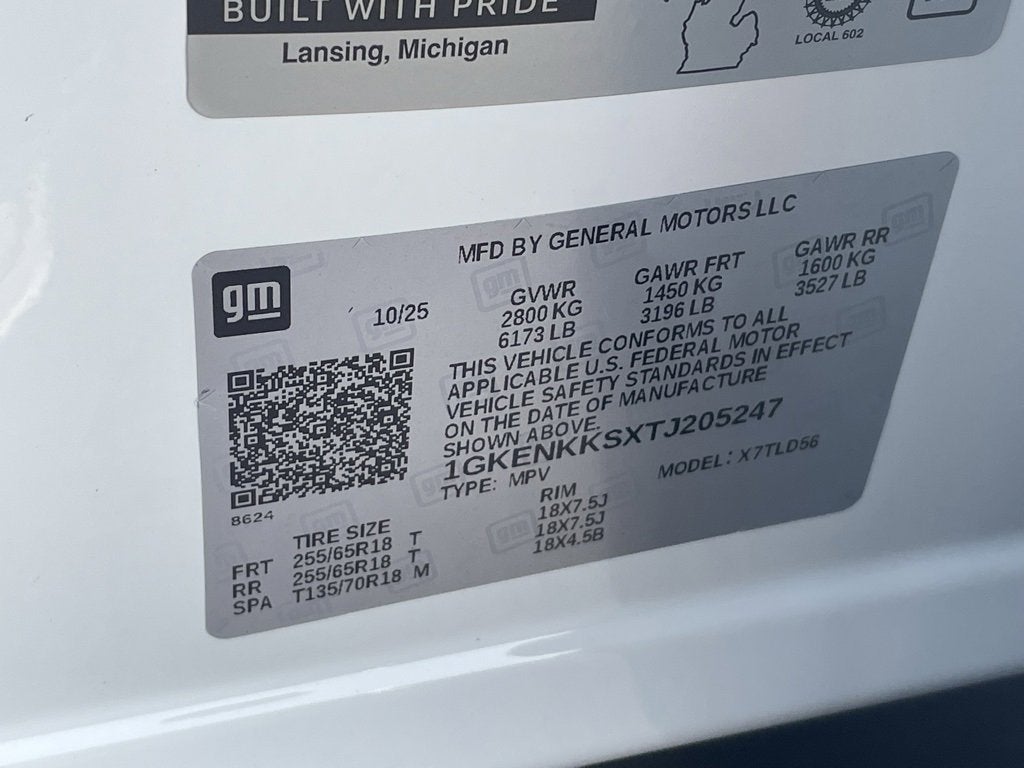 BUILT WITH PRIDE
Lansing, Michigan
LOCAL 602
MFD BY GENERAL MOTORS LLC
gm
10/25
GVWR GAWR FRT GAWR RR
2800 KG 1450 KG 1600 KG
6173 LB 3196 LB 3527 LB
THIS VEHICLE CONFORMS TO ALL
APPLICABLE U.S. FEDERAL MOTOR
VEHICLE SAFETY STANDARDS IN EFFECT
ON THE DATE OF MANUFACTURE
SHOWN ABOVE.
1GKENKKSXTJ205247
TYPE: MPV MODEL: X7TLD56
8624
TIRE SIZE RIM
FRT 255/65R18 T 18X7.5J
RR 255/65R18 T 18X7.5J
SPA T135/70R18 M 18X4.5B